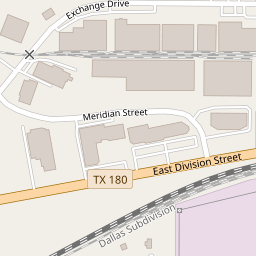 Exchange Drive
Meridian Street
East Division Street
TX 180
Dallas Subdivision